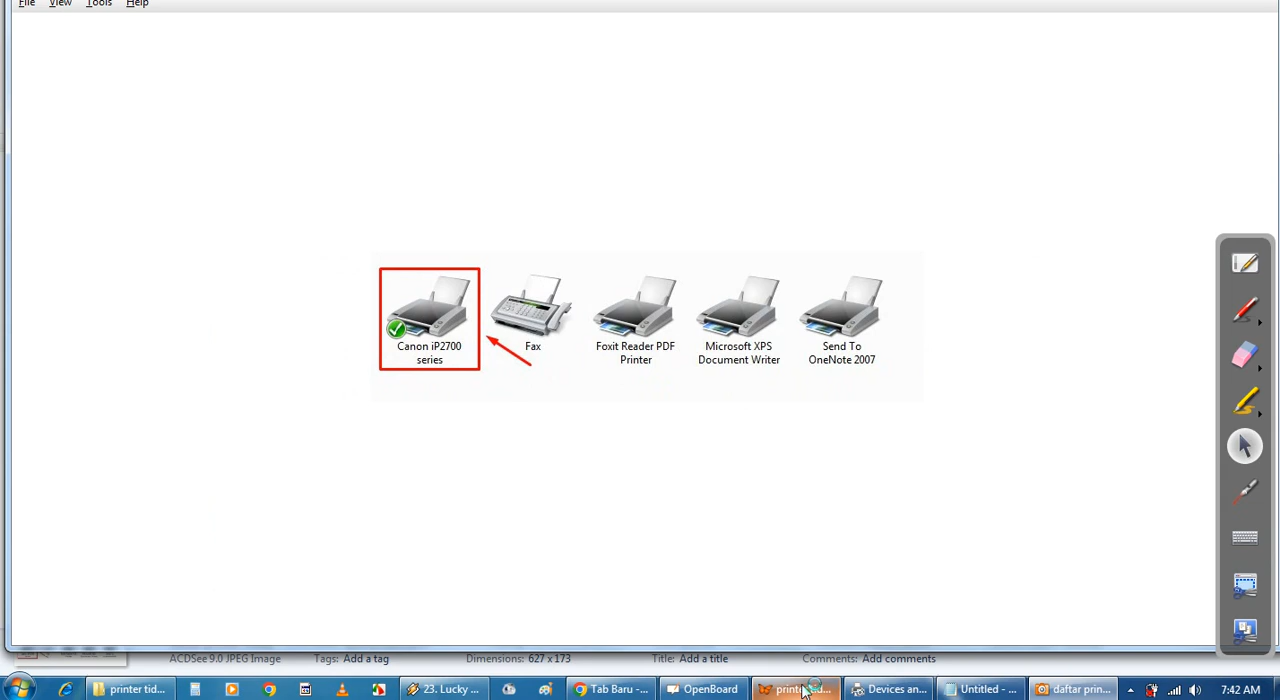 File View Tools Help
Canon iP2700
series
Fax
Foxit Reader PDF
Printer
Microsoft XPS
Document Writer
Send To
OneNote 2007
ACDSee 9.0 JPEG Image
Tags: Add a tag
Dimensions: 627 x 173
Title: Add a title
Comments: Add comments
printer tid...
23. Lucky ...
Tab Baru - ...
OpenBoard
Devices an...
Untitled - ...
daftar prin...
7:42 AM